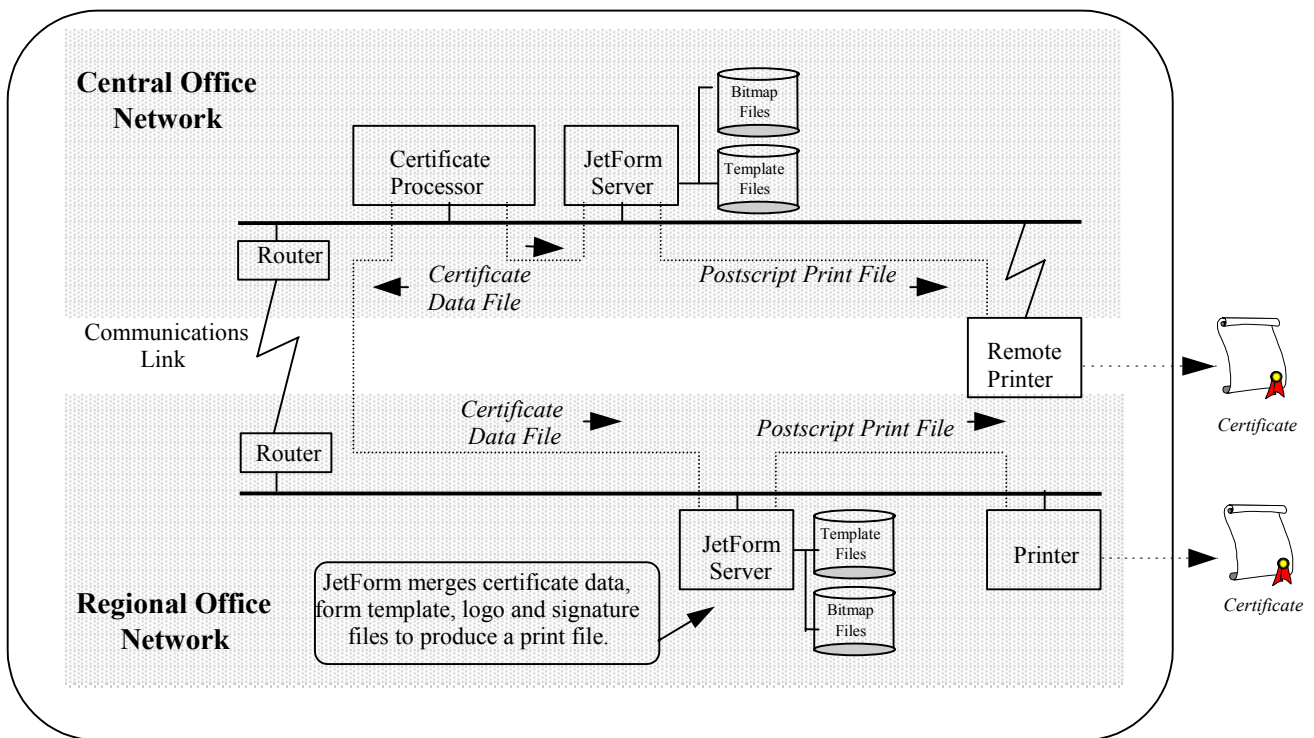 Central Office
Network
Bitmap
Files
Certificate
Processor
JetForm
Server
Template
Files
Router
Certificate
Data File
Postscript Print File
Communications
Link
Remote
Printer
Certificate
Certificate
Data File
Postscript Print File
Router
JetForm
Server
Template
Files
Printer
Bitmap
Files
Certificate
Regional Office
Network
JetForm merges certificate data,
form template, logo and signature
files to produce a print file.